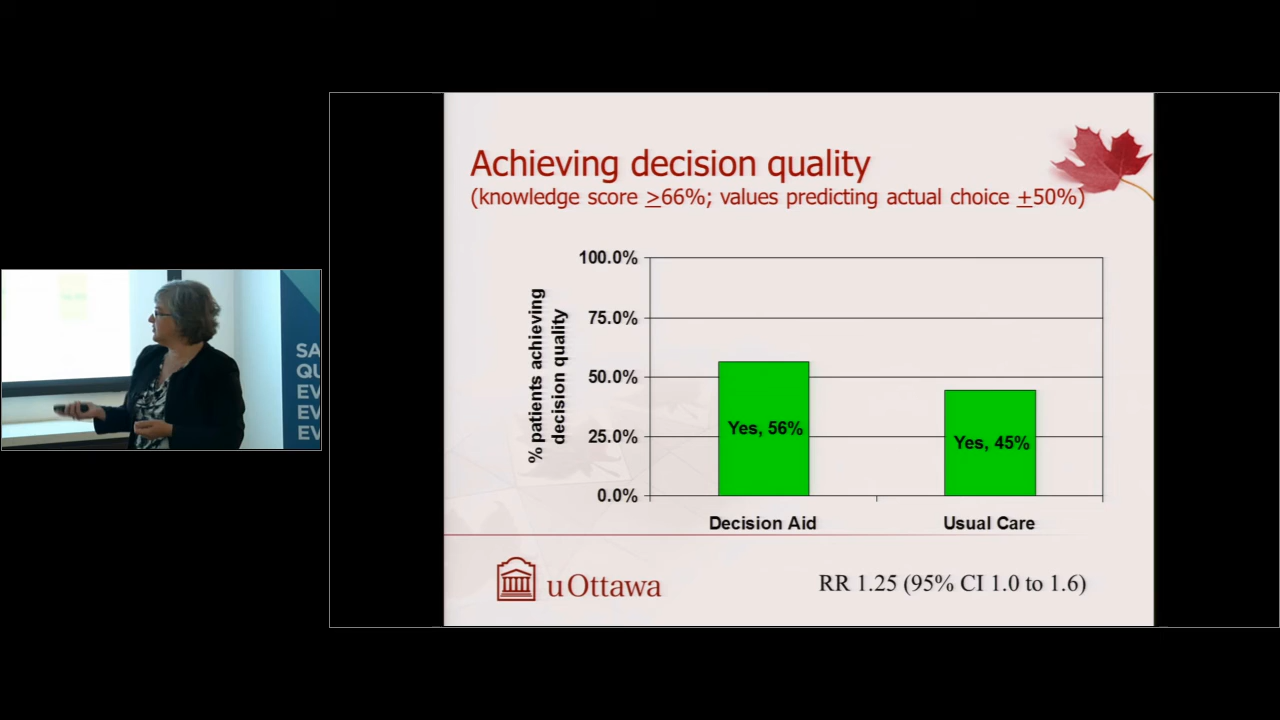 Achieving decision quality
(knowledge score ≥66%; values predicting actual choice ±50%)
100.0%
75.0%
50.0%
25.0%
0.0%
% patients achieving
decision quality
Yes, 56%
Yes, 45%
Decision Aid
Usual Care
uOttawa
RR 1.25 (95% CI 1.0 to 1.6)
SA
QU
EV
EV
EV